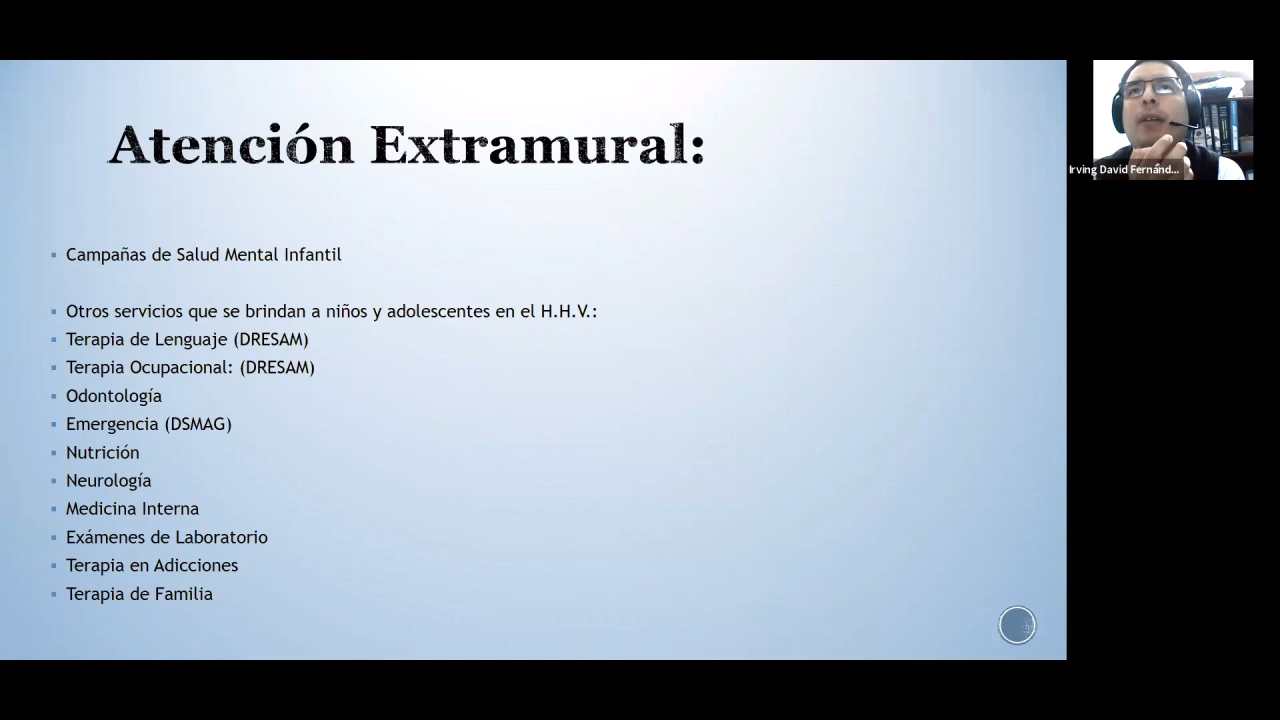 Atención Extramural:
Campañas de Salud Mental Infantil
Otros servicios que se brindan a niños y adolescentes en el H.H.V.:
Terapia de Lenguaje (DRESAM)
Terapia Ocupacional: (DRESAM)
Odontología
Emergencia (DSMAG)
Nutrición
Neurología
Medicina Interna
Exámenes de Laboratorio
Terapia en Adicciones
Terapia de Familia
Irving David Fernánd...